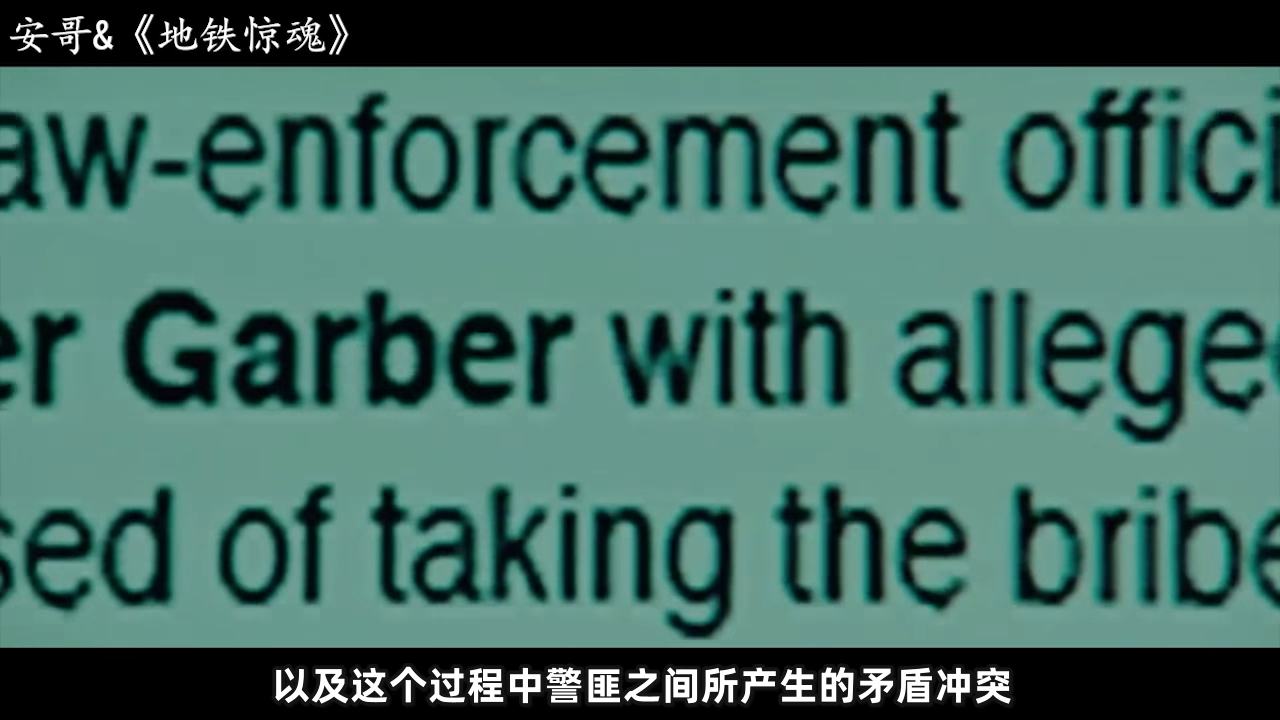 安哥&《地铁惊魂》
aw-enforcement offici
er Garber with allege
sed of taking the bribe
以及这个过程中警匪之间所产生的矛盾冲突